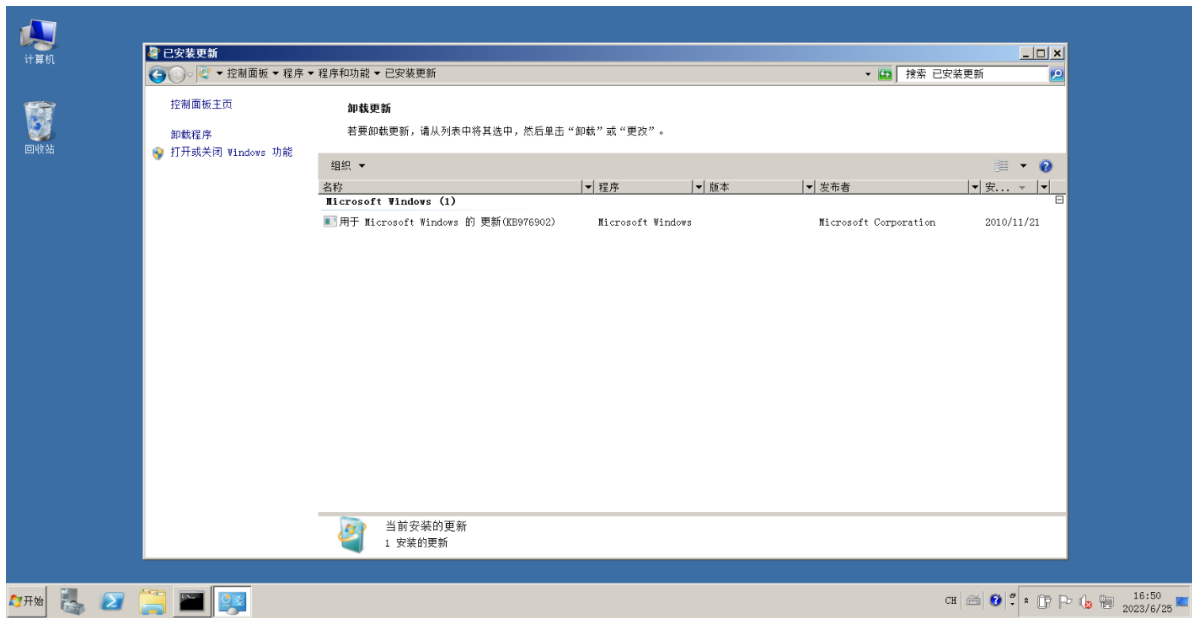 计算机
回收站
已安装更新
控制面板 程序 程序和功能 已安装更新
搜索 已安装更新
控制面板主页
卸载程序
打开或关闭 Windows 功能
卸载更新
若要卸载更新，请从列表中将其选中，然后单击“卸载”或“更改”。
组织
名称 程序 版本 发布者 安...
Microsoft Windows (1)
用于 Microsoft Windows 的 更新(KB976902) Microsoft Windows Microsoft Corporation 2010/11/21
当前安装的更新
1 安装的更新
开始
CH
16:50
2023/6/25